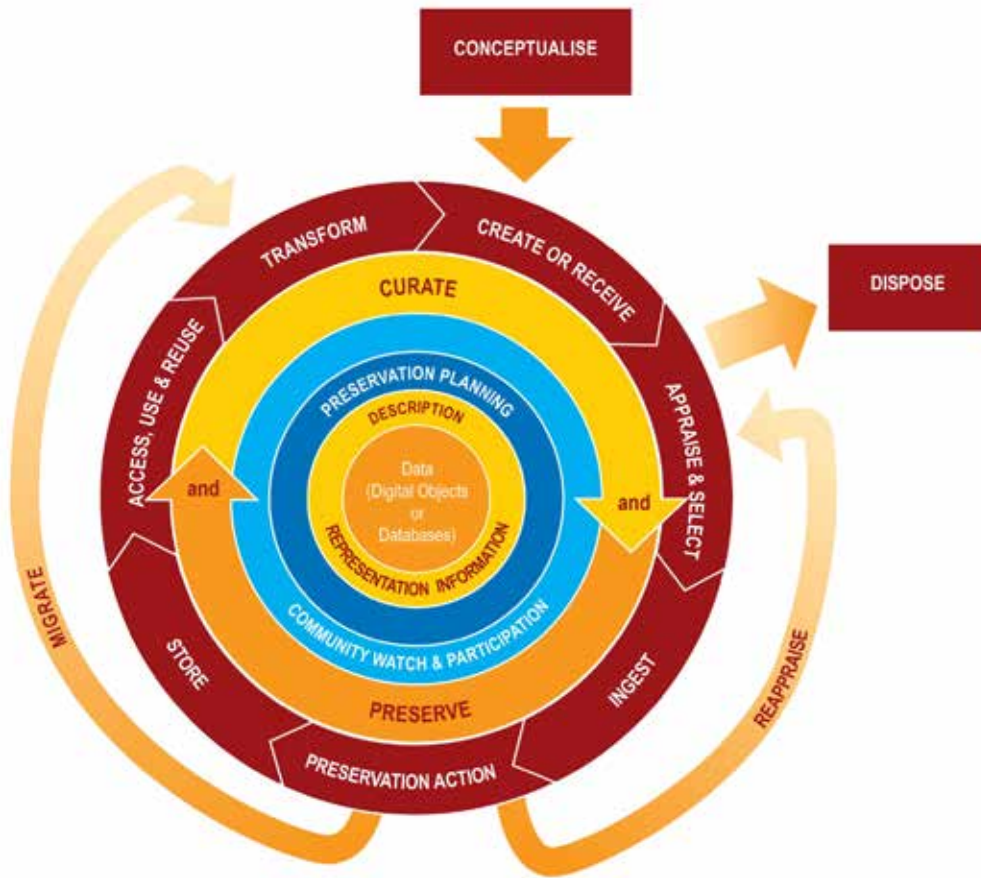 CONCEPTUALISE
DISPOSE
TRANSFORM
CREATE OR RECEIVE
APPRAISE & SELECT
INGEST
PRESERVATION ACTION
STORE
ACCESS, USE & REUSE
CURATE
and
PRESERVE
and
PRESERVATION PLANNING
COMMUNITY WATCH & PARTICIPATION
DESCRIPTION
REPRESENTATION INFORMATION
Data
(Digital Objects
or
Databases)
MIGRATE
REAPPRAISE